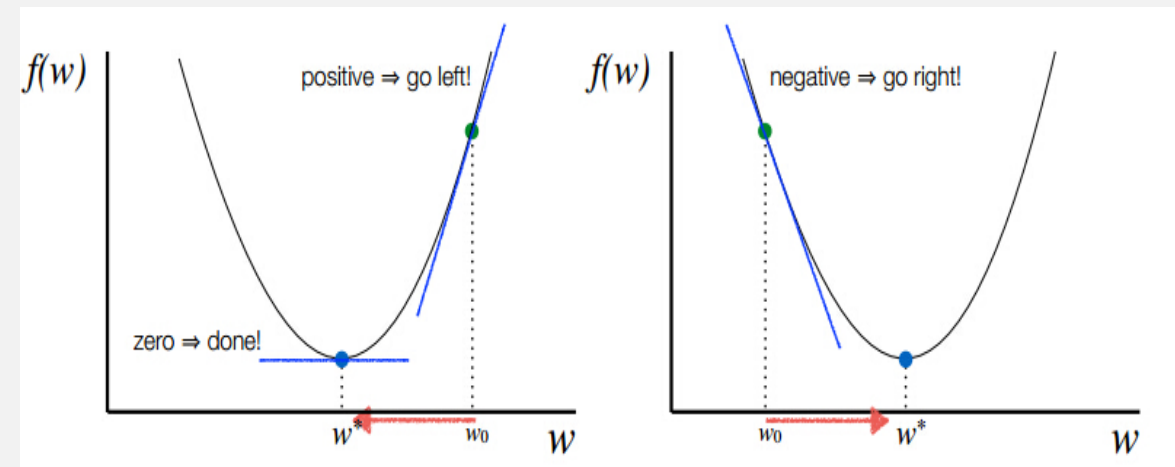 f(w)
positive ⇒ go left!
zero ⇒ done!
w*
w₀
w
f(w)
negative ⇒ go right!
w₀
w*
w